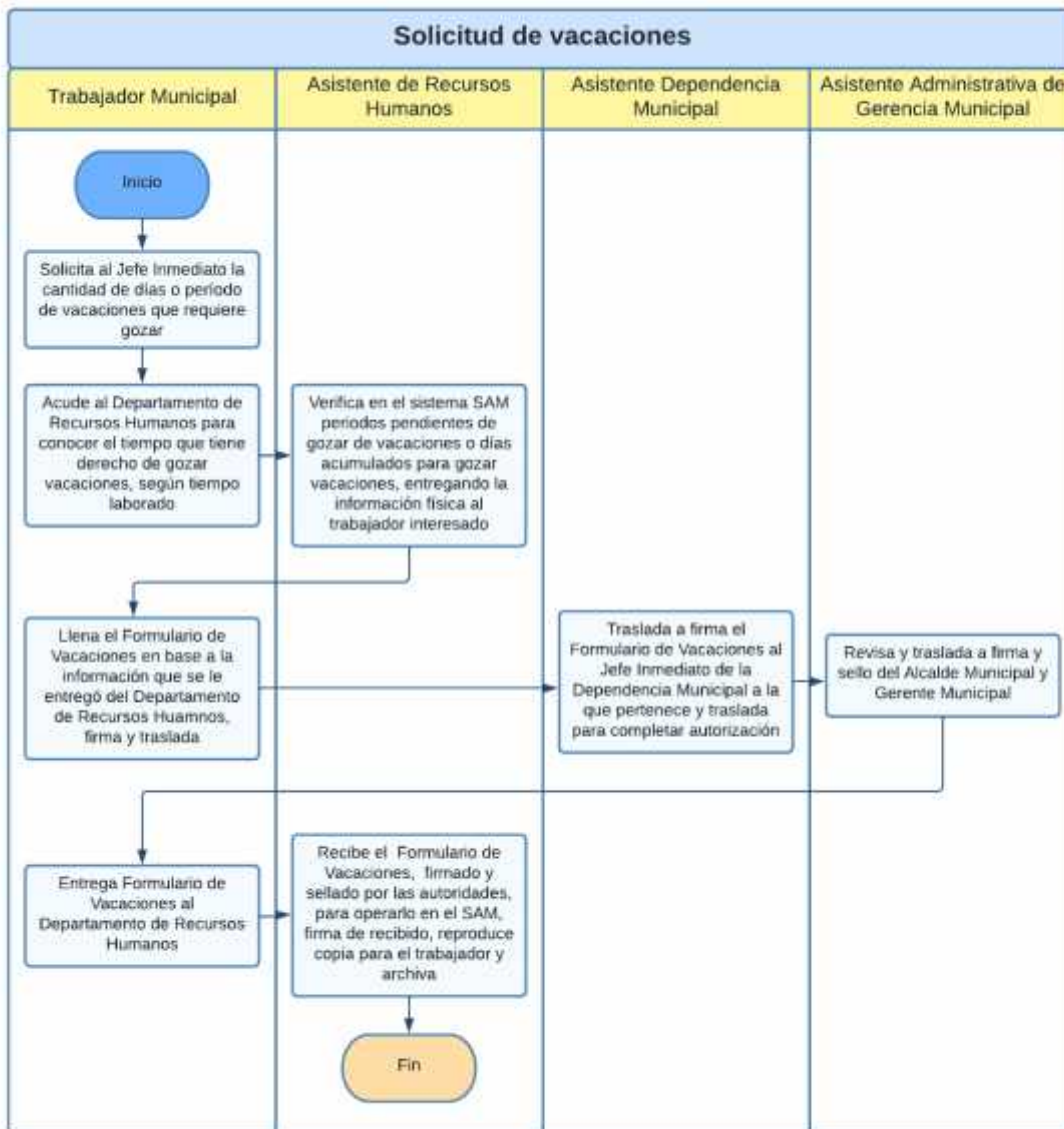 Solicitud de vacaciones
Trabajador Municipal
Asistente de Recursos
Humanos
Asistente Dependencia
Municipal
Asistente Administrativa de
Gerencia Municipal
Inicio
Solicita al Jefe Inmediato la
cantidad de días o período
de vacaciones que requiere
gozar
Acude al Departamento de
Recursos Humanos para
conocer el tiempo que tiene
derecho de gozar
vacaciones, según tiempo
laborado
Verifica en el sistema SAM
periodos pendientes de
gozar de vacaciones o días
acumulados para gozar
vacaciones, entregando la
información física al
trabajador interesado
Llena el Formulario de
Vacaciones en base a la
información que se le
entregó del Departamento
de Recursos Huamnos,
firma y traslada
Traslada a firma el
Formulario de Vacaciones al
Jefe Inmediato de la
Dependencia Municipal a la
que pertenece y traslada
para completar autorización
Revisa y traslada a firma y
sello del Alcalde Municipal y
Gerente Municipal
Entrega Formulario de
Vacaciones al
Departamento de Recursos
Humanos
Recibe el Formulario de
Vacaciones, firmado y
sellado por las autoridades,
para operarlo en el SAM,
firma de recibido, reproduce
copia para el trabajador y
archiva
Fin